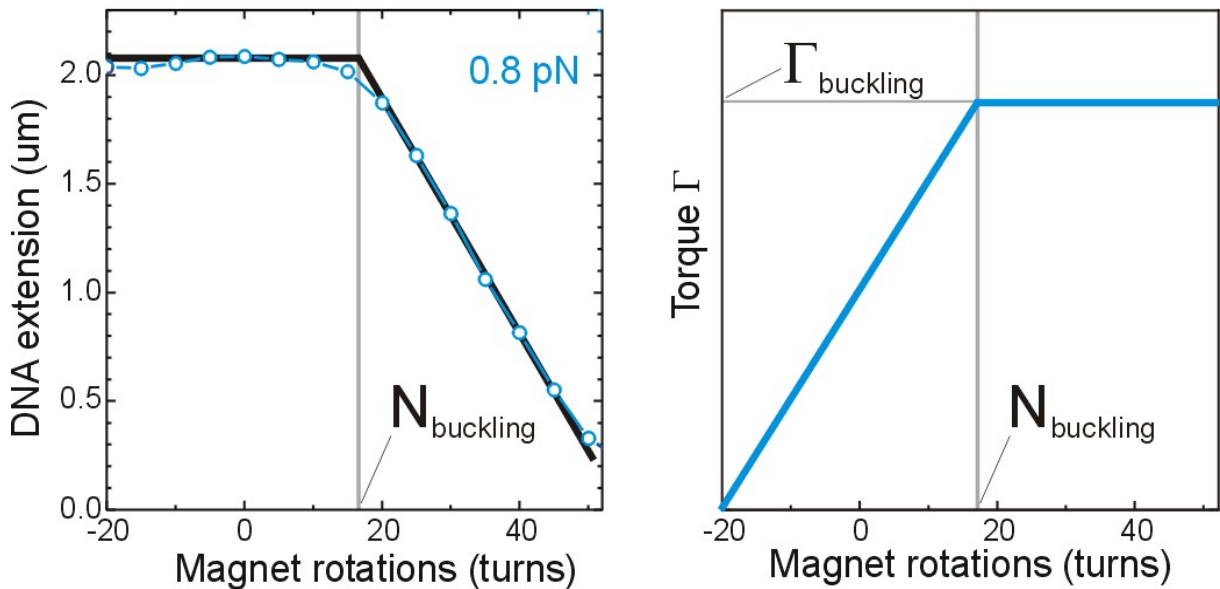 DNA extension (um)
2.0
1.5
1.0
0.5
0.0
0.8 pN
N buckling
-20
0
20
40
Magnet rotations (turns)
Torque Γ
Γ buckling
N buckling
-20
0
20
40
Magnet rotations (turns)